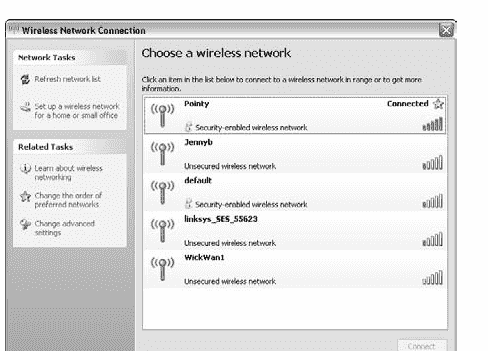 Wireless Network Connection
Network Tasks
Refresh network list
Set up a wireless network
for a home or small office
Related Tasks
Learn about wireless
networking
Change the order of
preferred networks
Change advanced
settings
Choose a wireless network
Click an item in the list below to connect to a wireless network in range or to get more
information.
Pointy Connected
Security-enabled wireless network
Jennyb
Unsecured wireless network
default
Security-enabled wireless network
linksys_SES_55623
Unsecured wireless network
WickWan1
Unsecured wireless network
Connect